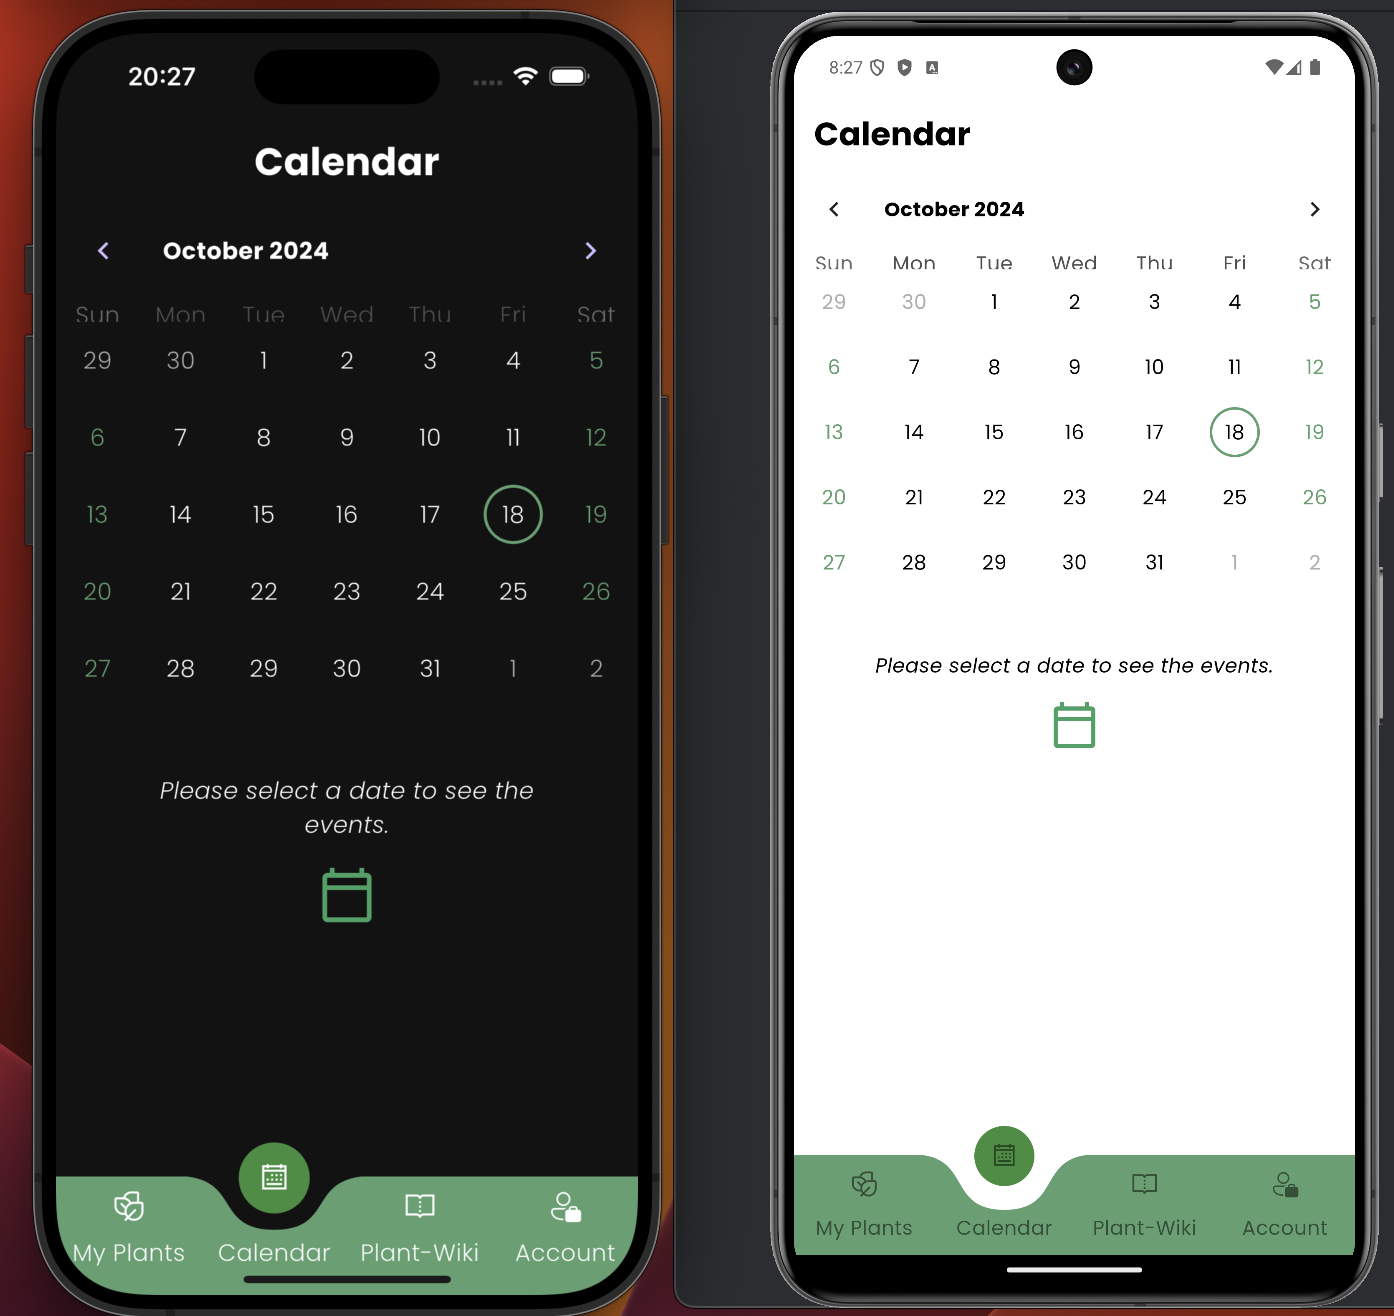 20:27
Calendar
October 2024
Sun Mon Tue Wed Thu Fri Sat
29 30 1 2 3 4 5
6 7 8 9 10 11 12
13 14 15 16 17 18 19
20 21 22 23 24 25 26
27 28 29 30 31 1 2
Please select a date to see the
events.
My Plants Calendar Plant-Wiki Account
8:27
A
Calendar
October 2024
Sun Mon Tue Wed Thu Fri Sat
29 30 1 2 3 4 5
6 7 8 9 10 11 12
13 14 15 16 17 18 19
20 21 22 23 24 25 26
27 28 29 30 31 1 2
Please select a date to see the events.
My Plants Calendar Plant-Wiki Account